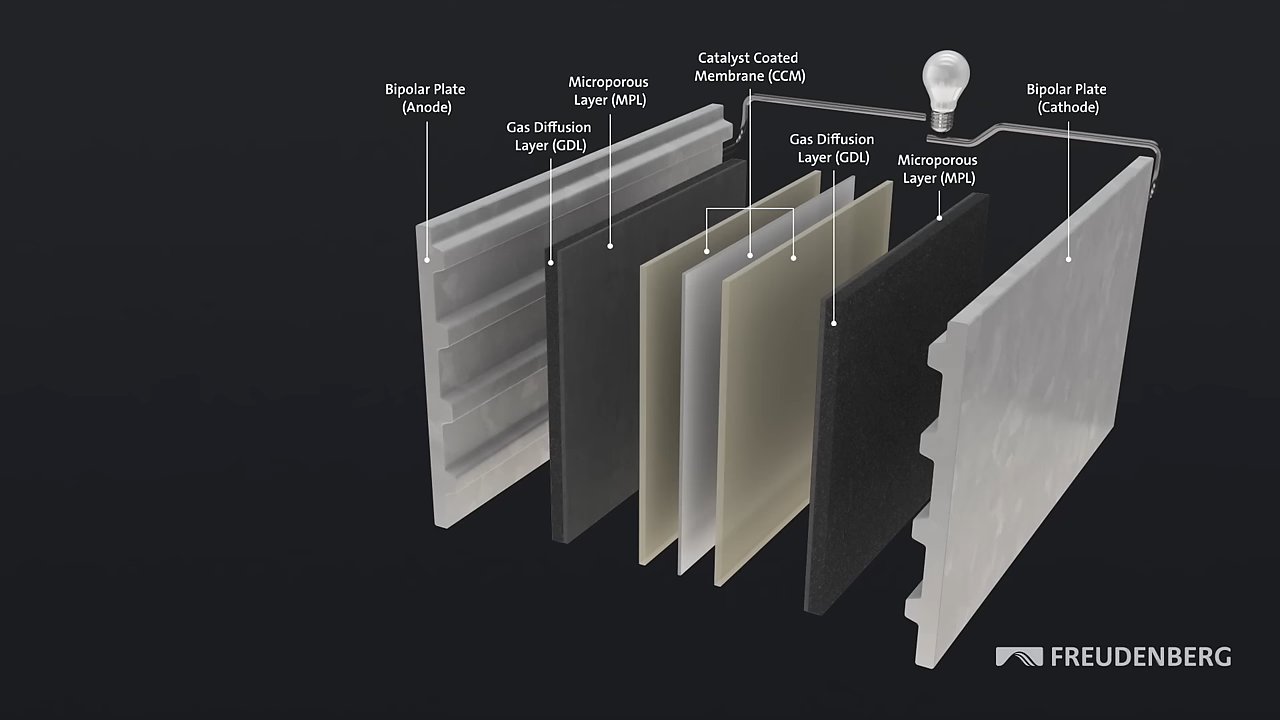 Catalyst Coated
Membrane (CCM)
Microporous
Layer (MPL)
Bipolar Plate
(Anode)
Bipolar Plate
(Cathode)
Gas Diffusion
Layer (GDL)
Gas Diffusion
Layer (GDL)
Microporous
Layer (MPL)
FREUDENBERG